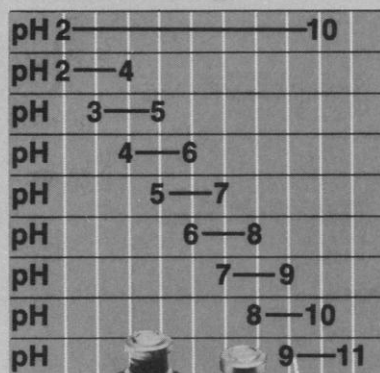 pH 2—10
pH 2—4
pH 3—5
pH 4—6
pH 5—7
pH 6—8
pH 7—9
pH 8—10
pH 9—11